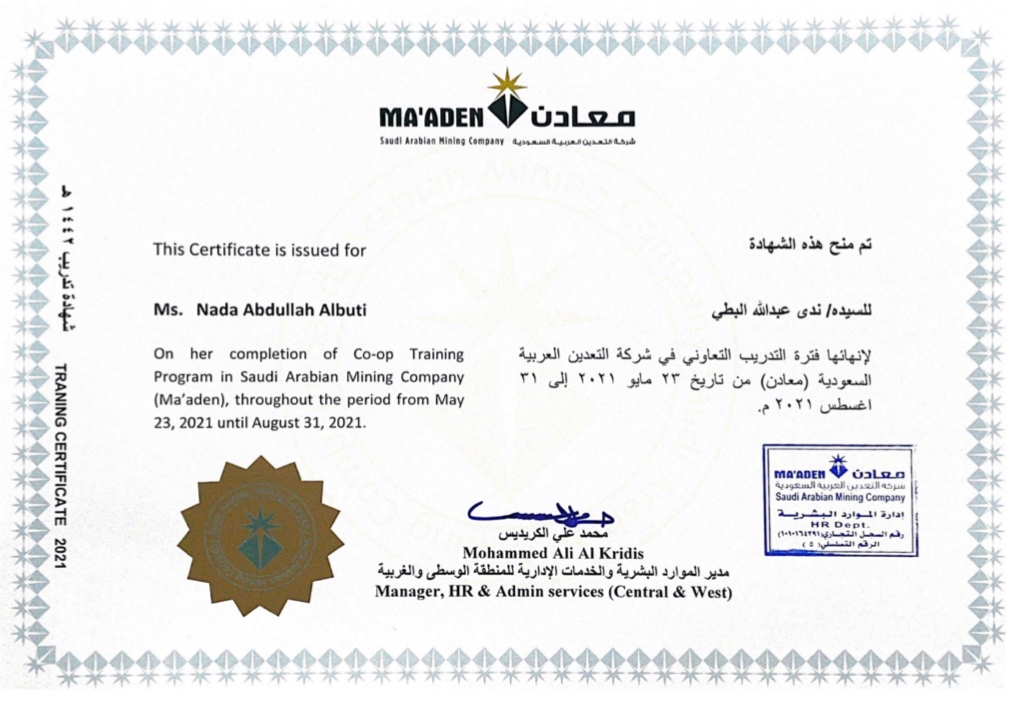 MA'ADEN معادن
Saudi Arabian Mining Company شركة التعدين العربية السعودية
This Certificate is issued for
Ms. Nada Abdullah Albuti
On her completion of Co-op Training
Program in Saudi Arabian Mining Company
(Ma'aden), throughout the period from May
23, 2021 until August 31, 2021.
تم منح هذه الشهادة
للسيده/ ندى عبدالله البطي
لإنهائها فترة التدريب التعاوني في شركة التعدين العربية
السعودية (معادن) من تاريخ ٢٣ مايو ٢٠٢١ إلى ٣١
اغسطس ٢٠٢١ م.
شهادة تدريب ١٤٤٢ هـ
TRANING CERTIFICATE 2021
محمد علي الكريديس
Mohammed Ali Al Kridis
مدير الموارد البشرية والخدمات الإدارية للمنطقة الوسطى والغربية
Manager, HR & Admin services (Central & West)
MA'ADEN معادن
شركة التعدين العربية السعودية
Saudi Arabian Mining Company
إدارة الموارد البشرية
HR Dept.
رقم السجل التجاري (١٠١٠١٦٤٣٩١)
الرقم التسلسلي (٥)